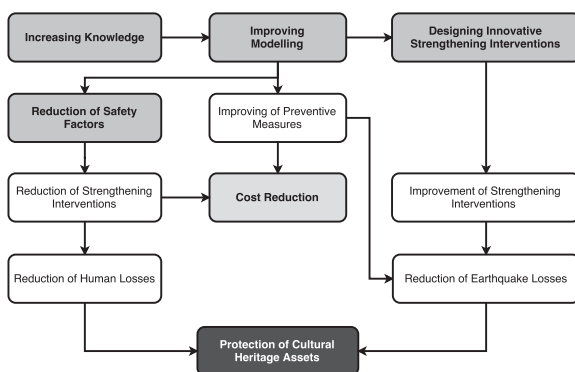 Increasing Knowledge
Improving
Modelling
Designing Innovative
Strengthening Interventions
Reduction of Safety
Factors
Improving of Preventive
Measures
Reduction of Strengthening
Interventions
Cost Reduction
Improvement of Strengthening
Interventions
Reduction of Human Losses
Reduction of Earthquake Losses
Protection of Cultural
Heritage Assets